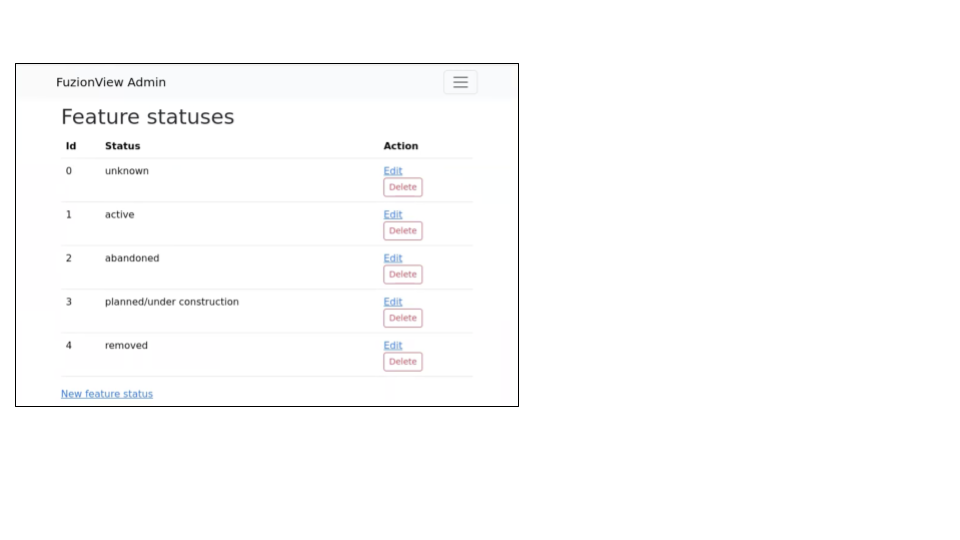 FuzionView Admin
Feature statuses
Id Status Action
0 unknown Edit
Delete
1 active Edit
Delete
2 abandoned Edit
Delete
3 planned/under construction Edit
Delete
4 removed Edit
Delete
New feature status